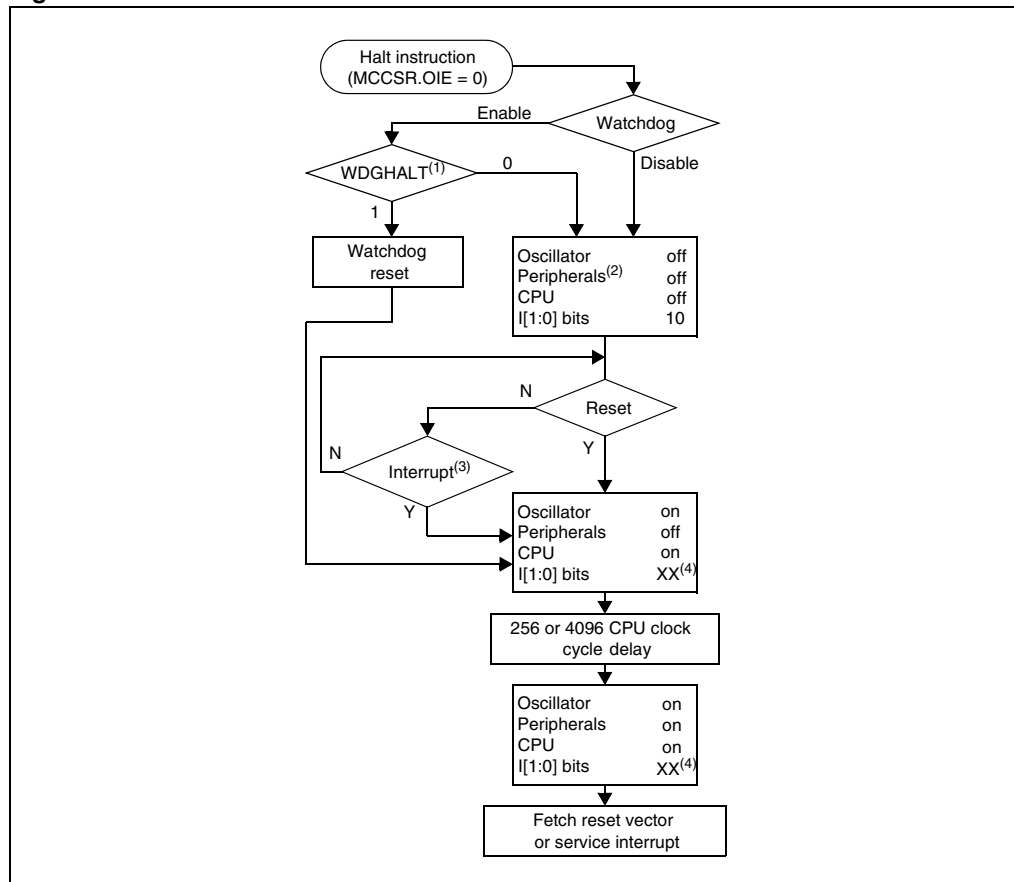 Halt instruction
(MCCSR.OIE = 0)
Enable
Watchdog
WDGHALT(1)
0
Disable
1
Watchdog
reset
Oscillator off
Peripherals(2) off
CPU off
I[1:0] bits 10
N
Reset
N
Y
Interrupt(3)
Y
Oscillator on
Peripherals off
CPU on
I[1:0] bits XX(4)
256 or 4096 CPU clock
cycle delay
Oscillator on
Peripherals on
CPU on
I[1:0] bits XX(4)
Fetch reset vector
or service interrupt